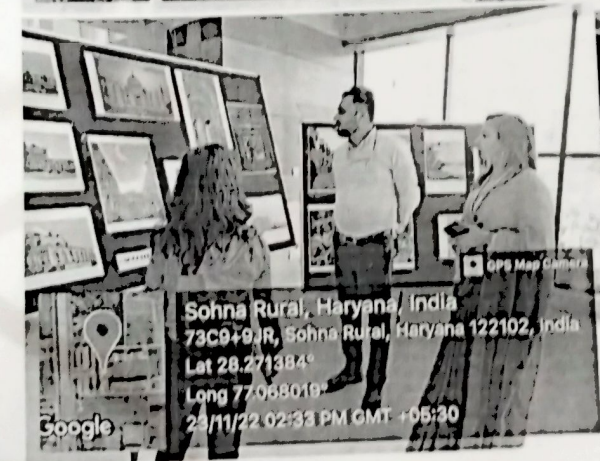 GPS Map Camera
Sohna Rural, Haryana, India
73C9+9JR, Sohna Rural, Haryana 122102, India
Lat 28.271384°
Long 77.068019°
23/11/22 02:33 PM GMT +05:30
Google